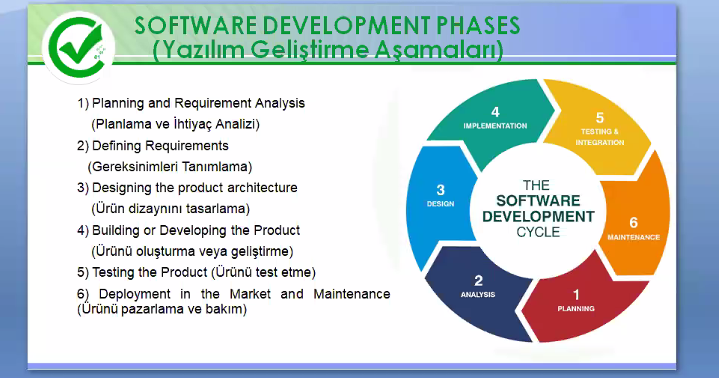 SOFTWARE DEVELOPMENT PHASES
(Yazılım Geliştirme Aşamaları)
1) Planning and Requirement Analysis
(Planlama ve İhtiyaç Analizi)
2) Defining Requirements
(Gereksinimleri Tanımlama)
3) Designing the product architecture
(Ürün dizaynını tasarlama)
4) Building or Developing the Product
(Ürünü oluşturma veya geliştirme)
5) Testing the Product (Ürünü test etme)
6) Deployment in the Market and Maintenance
(Ürünü pazarlama ve bakım)
4
IMPLEMENTATION
5
TESTING &
INTEGRATION
3
DESIGN
THE
SOFTWARE
DEVELOPMENT
CYCLE
6
MAINTENANCE
2
ANALYSIS
1
PLANNING